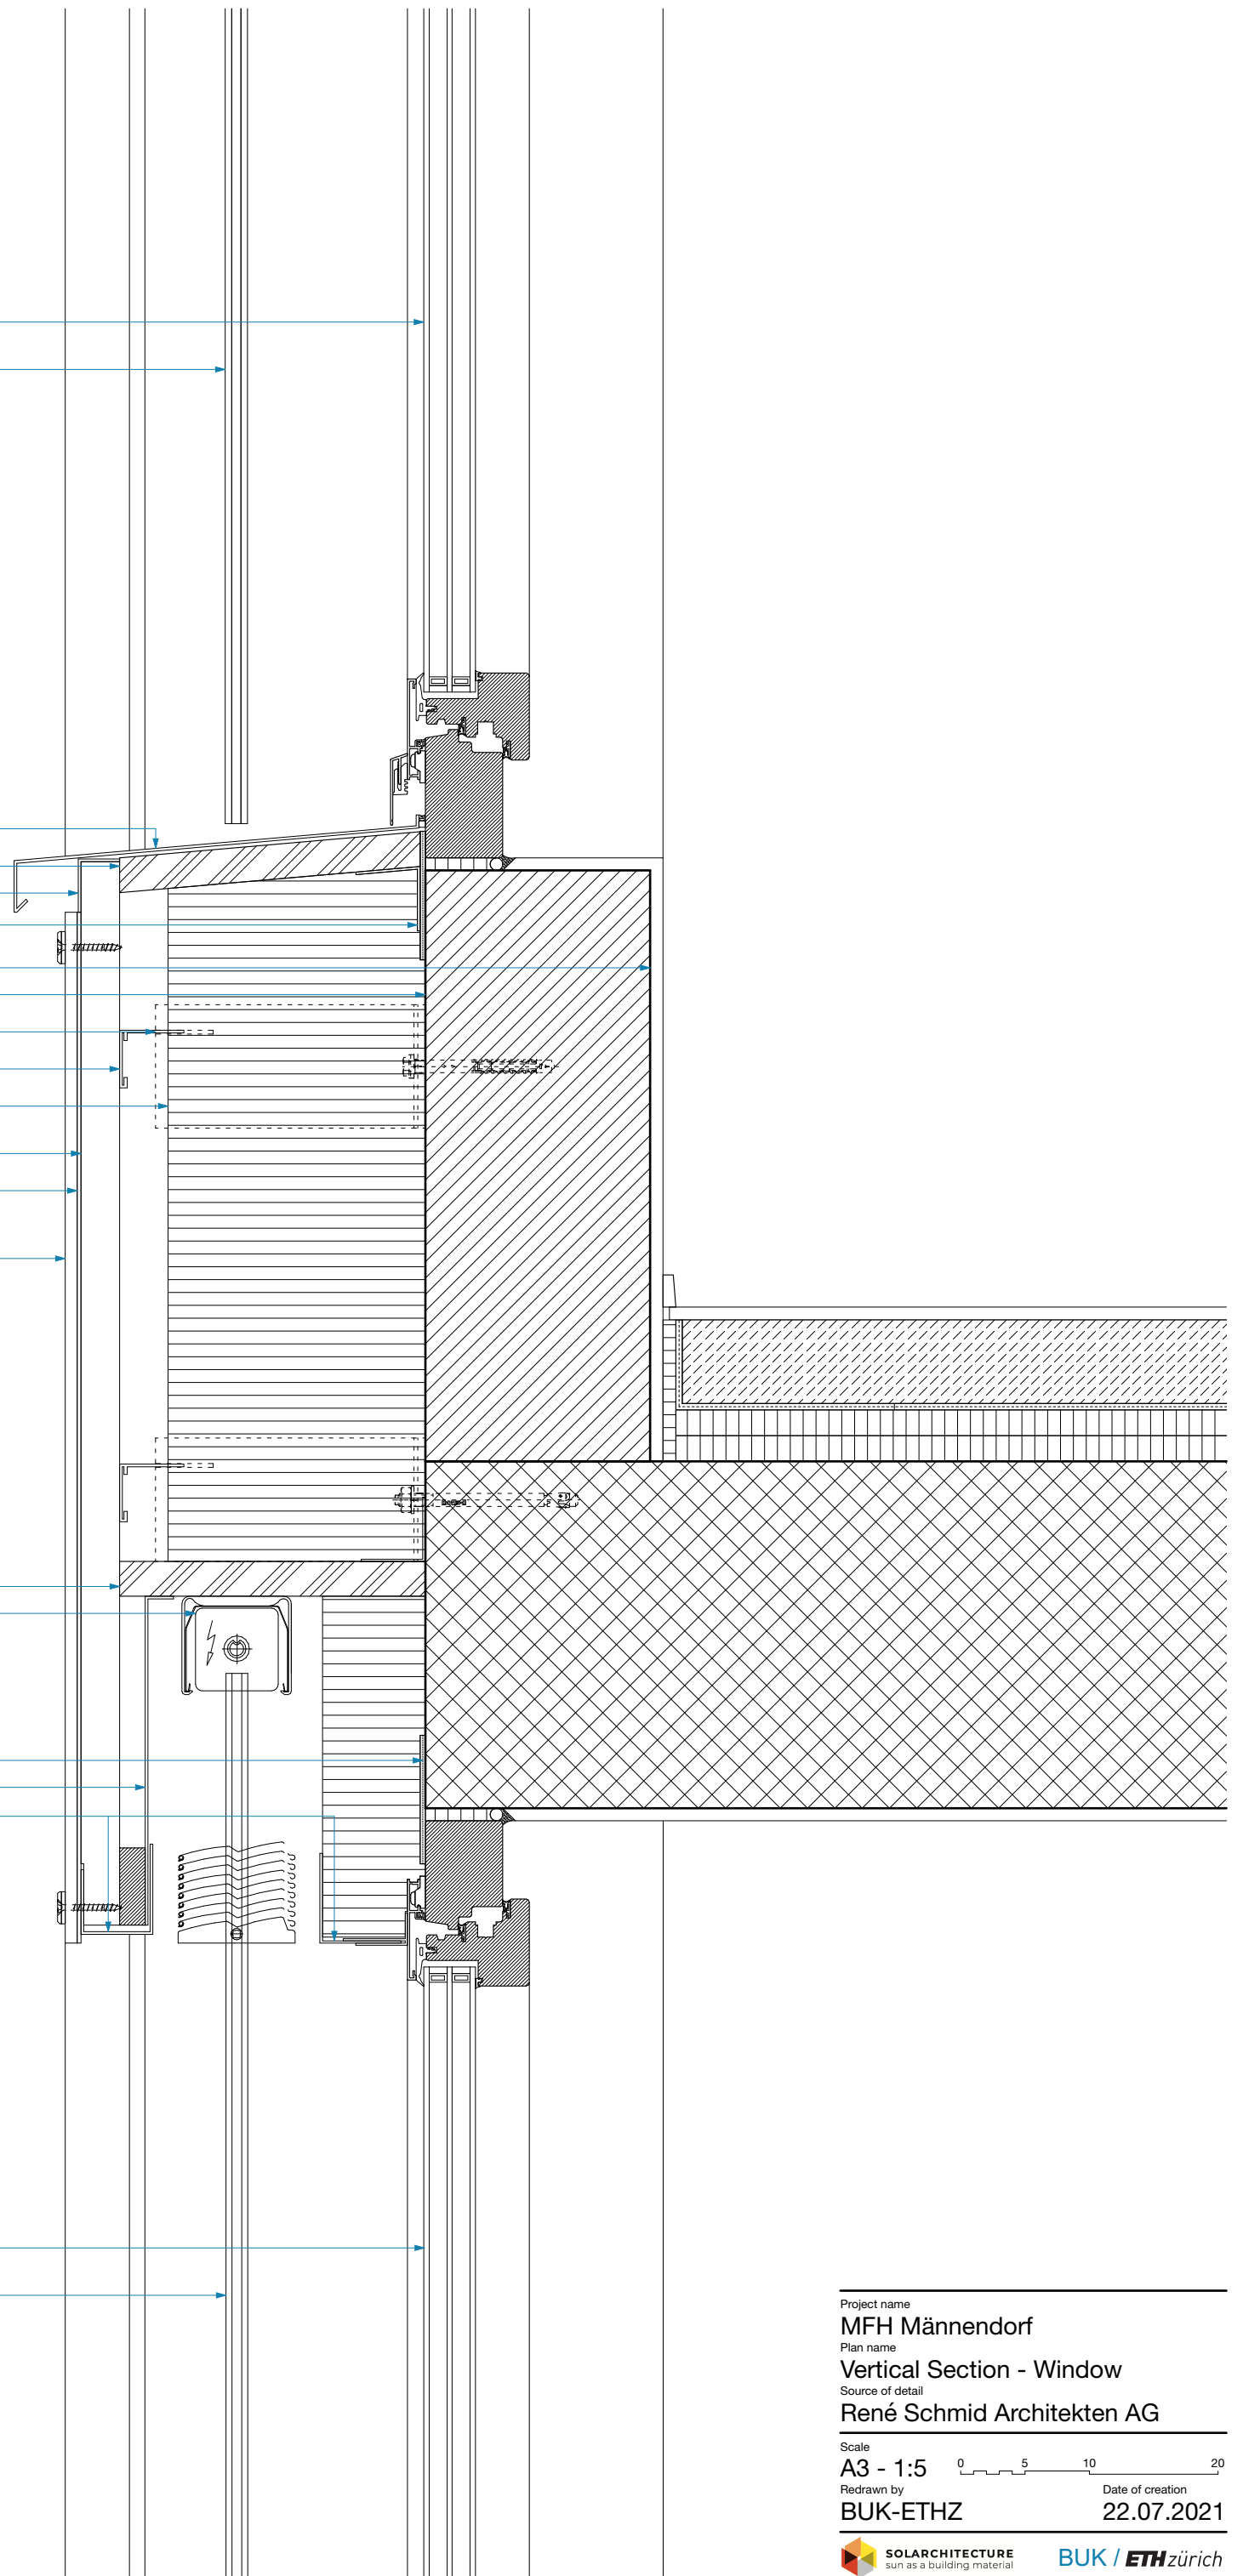 Project name
MFH Männendorf
Plan name
Vertical Section - Window
Source of detail
René Schmid Architekten AG
Scale
A3 - 1:5
0 5 10 20
Redrawn by
BUK-ETHZ
Date of creation
22.07.2021
SOLARCHITECTURE
sun as a building material
BUK / ETH zürich